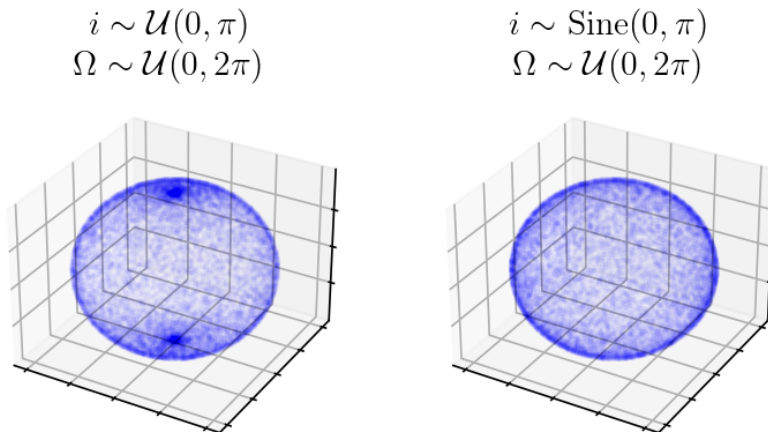 i ∼ 𝒰(0, π)
Ω ∼ 𝒰(0, 2π)
i ∼ Sine(0, π)
Ω ∼ 𝒰(0, 2π)